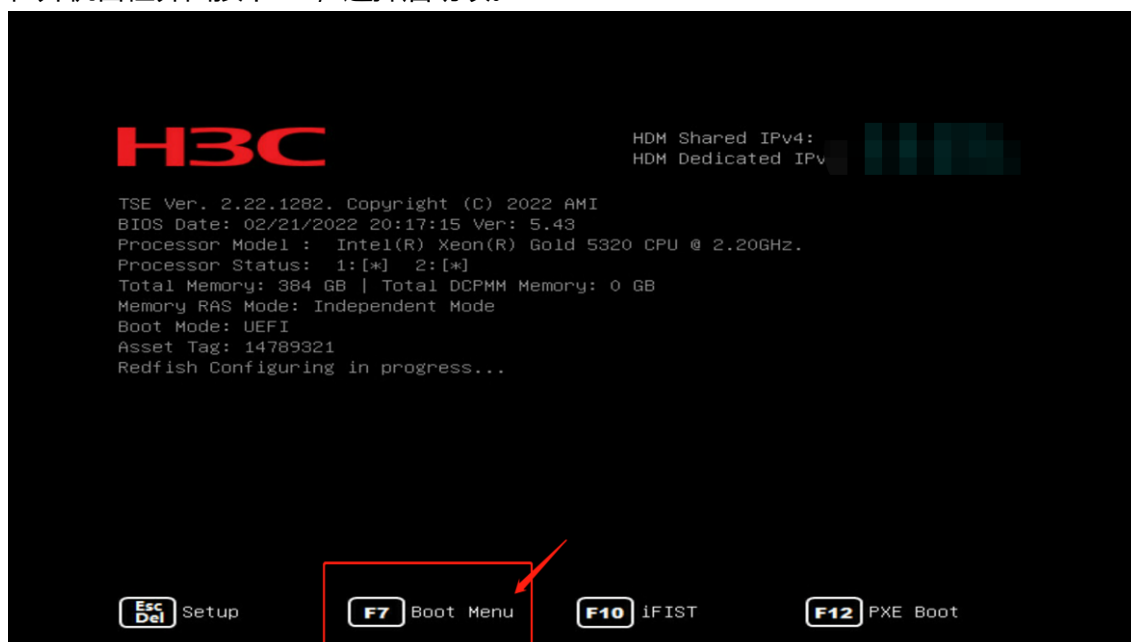 H3C
HDM Shared IPv4:
HDM Dedicated IPv
TSE Ver. 2.22.1282. Copyright (C) 2022 AMI
BIOS Date: 02/21/2022 20:17:15 Ver: 5.43
Processor Model :  Intel(R) Xeon(R) Gold 5320 CPU @ 2.20GHz.
Processor Status:  1:[*]  2:[*]
Total Memory: 384 GB | Total DCPMM Memory: 0 GB
Memory RAS Mode: Independent Mode
Boot Mode: UEFI
Asset Tag: 14789321
Redfish Configuring in progress...
Esc Del Setup F7 Boot Menu F10 iFIST F12 PXE Boot